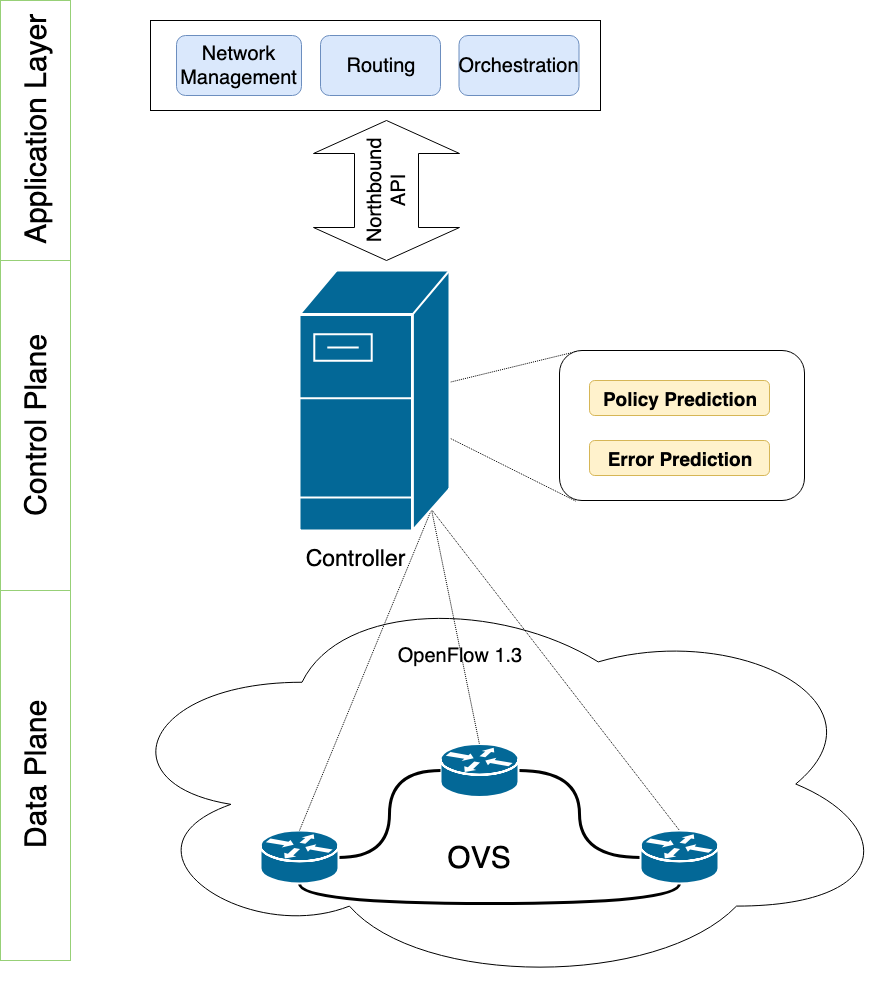 Application Layer
Network
Management
Routing
Orchestration
Northbound
API
Control Plane
Policy Prediction
Error Prediction
Controller
Data Plane
OpenFlow 1.3
OVS